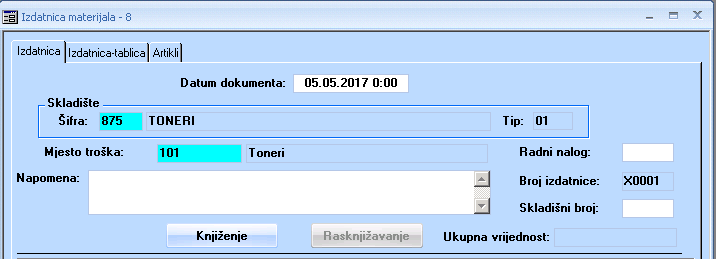 Izdatnica materijala - 8
Izdatnica Izdatnica-tablica Artikli
Datum dokumenta: 05.05.2017 0:00
Skladište
Šifra: 875 TONERI Tip: 01
Mjesto troška: 101 Toneri Radni nalog:
Napomena: Broj izdatnice: X0001
Skladišni broj:
Knjiženje Rasknjižavanje Ukupna vrijednost: